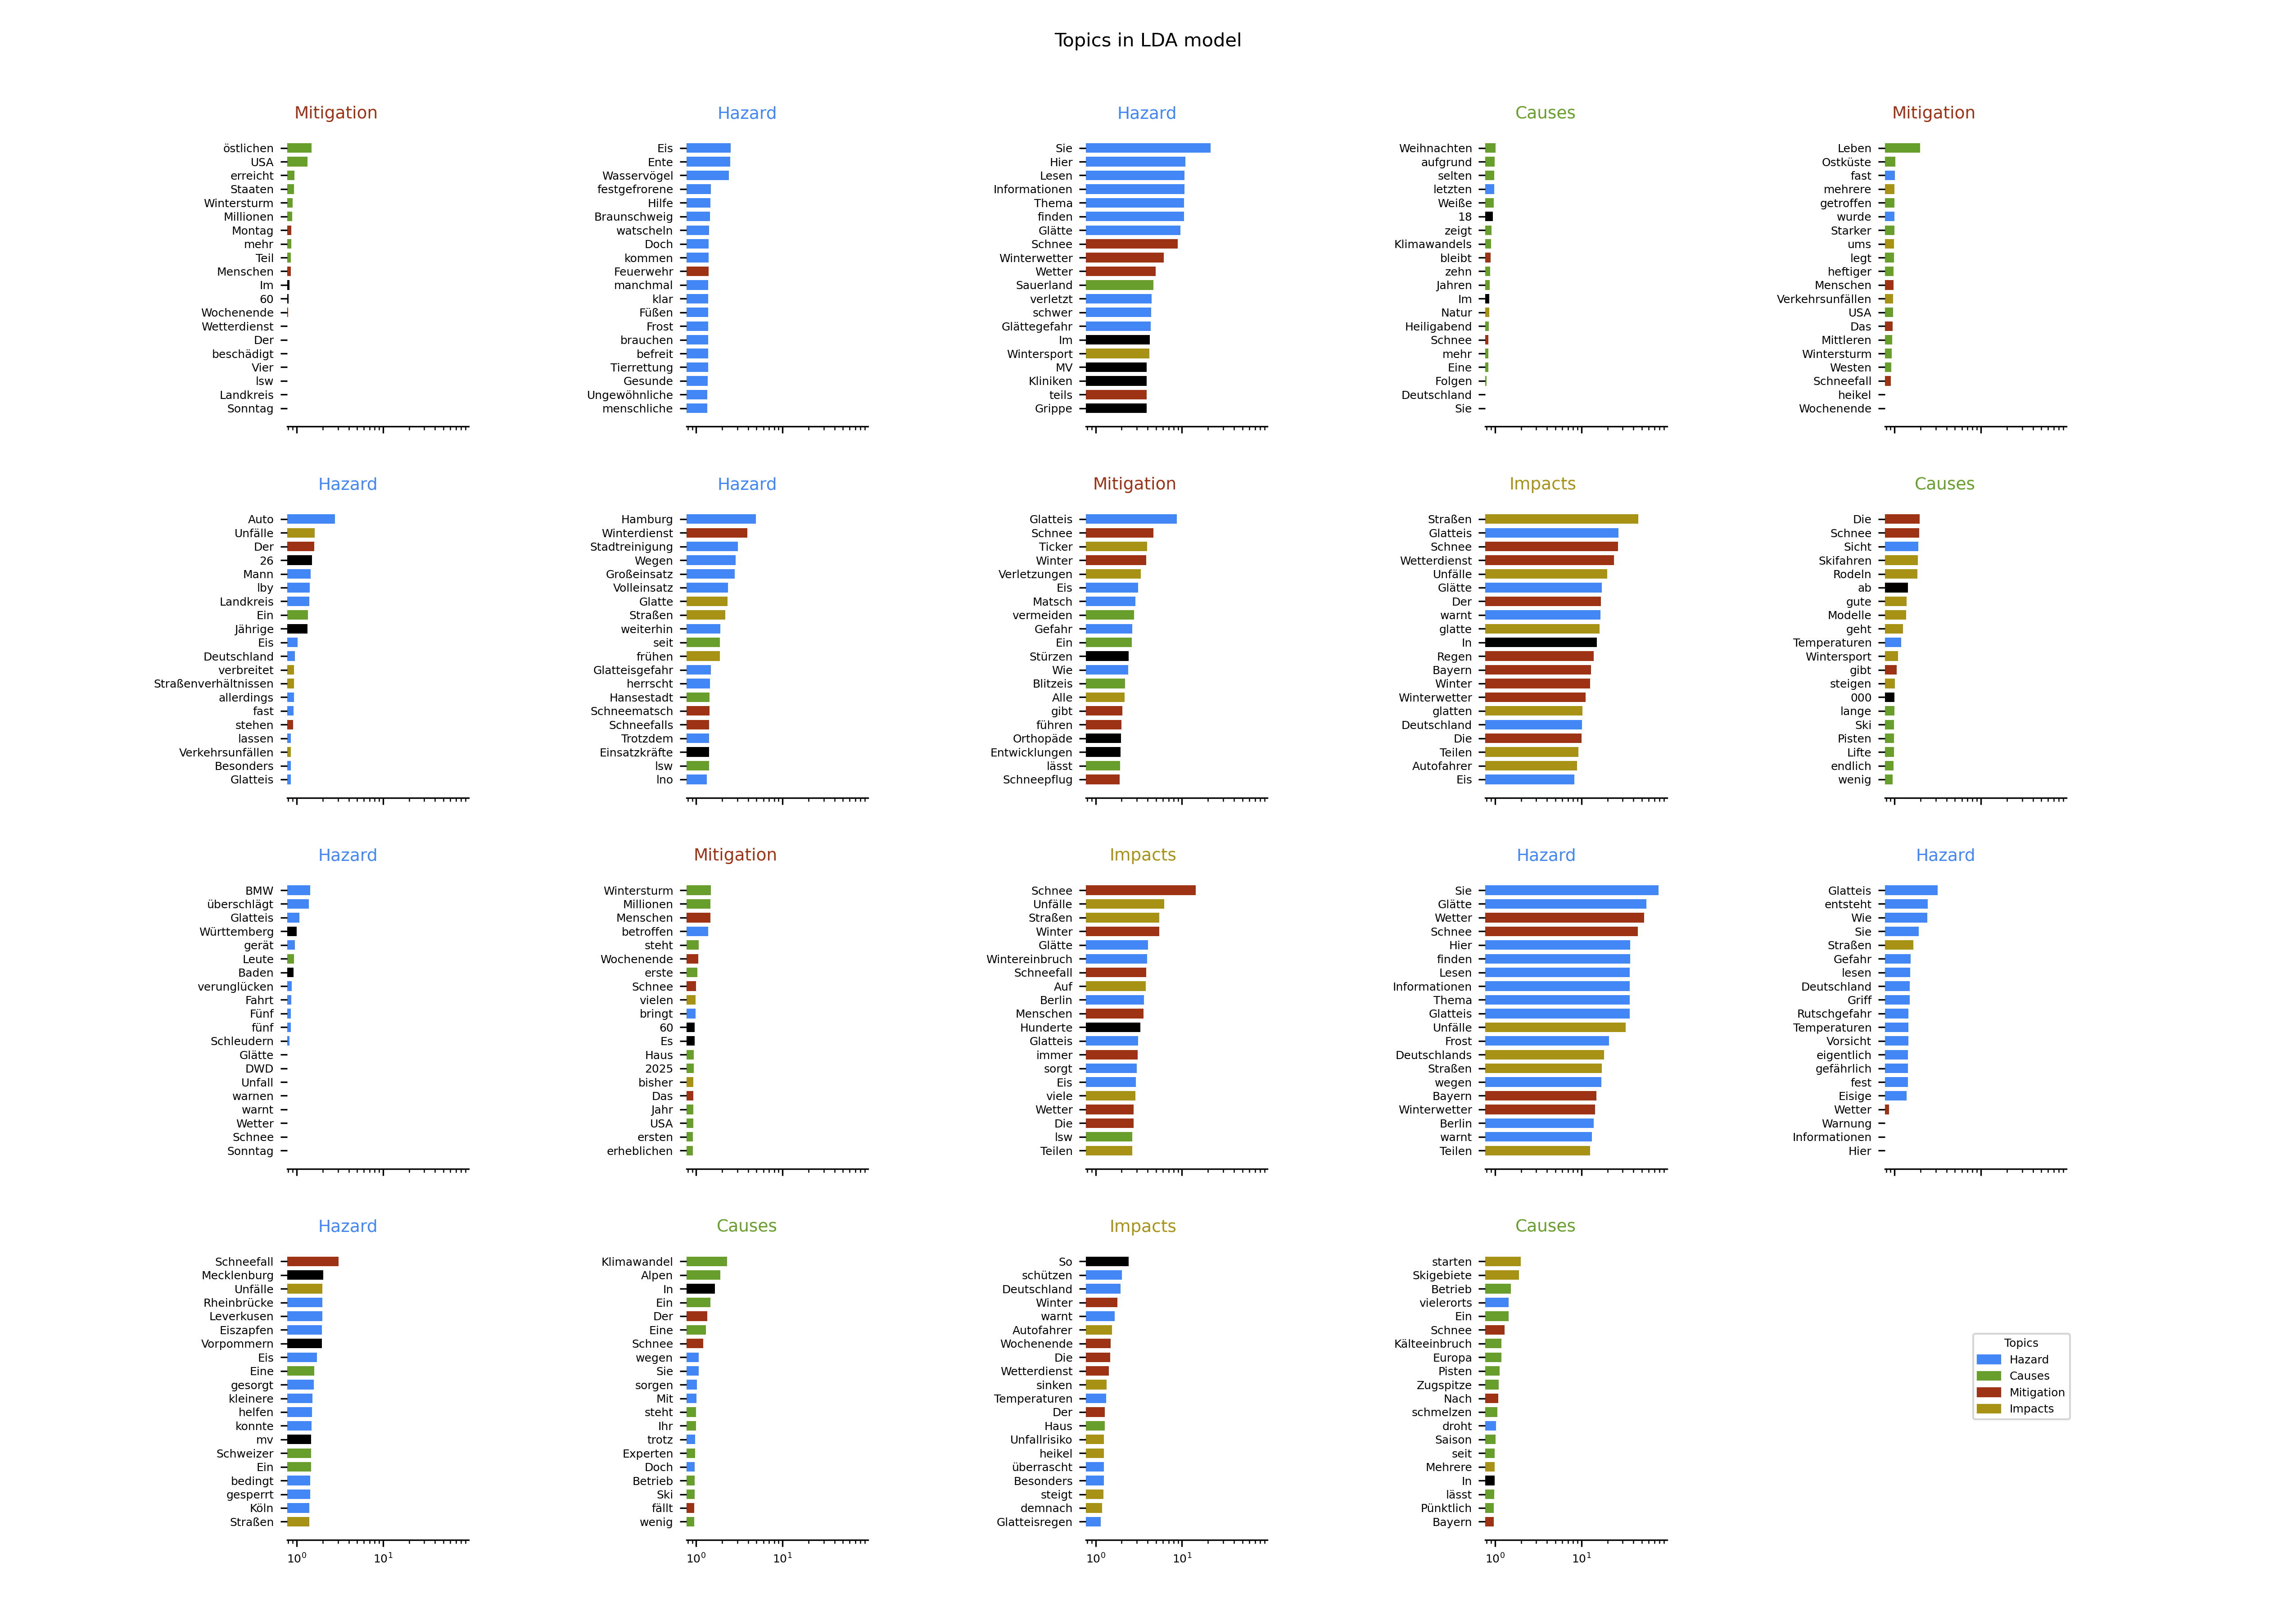 Topics in LDA model
Mitigation
östlichen
USA
erreicht
Staaten
Wintersturm
Millionen
Montag
mehr
Teil
Menschen
Im
60
Wochenende
Wetterdienst
Der
beschädigt
Vier
lsw
Landkreis
Sonntag
Hazard
Eis
Ente
Wasservögel
festgefrorene
Hilfe
Braunschweig
watscheln
Doch
kommen
Feuerwehr
manchmal
klar
Füßen
Frost
brauchen
befreit
Tierrettung
Gesunde
Ungewöhnliche
menschliche
Hazard
Sie
Hier
Lesen
Informationen
Thema
finden
Glätte
Schnee
Winterwetter
Wetter
Sauerland
verletzt
schwer
Glättegefahr
Im
Wintersport
MV
Kliniken
teils
Grippe
Causes
Weihnachten
aufgrund
selten
letzten
Weiße
18
zeigt
Klimawandels
bleibt
zehn
Jahren
Im
Natur
Heiligabend
Schnee
mehr
Eine
Folgen
Deutschland
Sie
Mitigation
Leben
Ostküste
fast
mehrere
getroffen
wurde
Starker
ums
legt
heftiger
Menschen
Verkehrsunfällen
USA
Das
Mittleren
Wintersturm
Westen
Schneefall
heikel
Wochenende
Hazard
Auto
Unfälle
Der
26
Mann
lby
Landkreis
Ein
Jährige
Eis
Deutschland
verbreitet
Straßenverhältnissen
allerdings
fast
stehen
lassen
Verkehrsunfällen
Besonders
Glatteis
Hazard
Hamburg
Winterdienst
Stadtreinigung
Wegen
Großeinsatz
Volleinsatz
Glatte
Straßen
weiterhin
seit
frühen
Glatteisgefahr
herrscht
Hansestadt
Schneematsch
Schneefalls
Trotzdem
Einsatzkräfte
lsw
lno
Mitigation
Glatteis
Schnee
Ticker
Winter
Verletzungen
Eis
Matsch
vermeiden
Gefahr
Ein
Stürzen
Wie
Blitzeis
Alle
gibt
führen
Orthopäde
Entwicklungen
lässt
Schneepflug
Impacts
Straßen
Glatteis
Schnee
Wetterdienst
Unfälle
Glätte
Der
warnt
glatte
In
Regen
Bayern
Winter
Winterwetter
glatten
Deutschland
Die
Teilen
Autofahrer
Eis
Causes
Die
Schnee
Sicht
Skifahren
Rodeln
ab
gute
Modelle
geht
Temperaturen
Wintersport
gibt
steigen
000
lange
Ski
Pisten
Lifte
endlich
wenig
Hazard
BMW
überschlägt
Glatteis
Württemberg
gerät
Leute
Baden
verunglücken
Fahrt
Fünf
fünf
Schleudern
Glätte
DWD
Unfall
warnen
warnt
Wetter
Schnee
Sonntag
Mitigation
Wintersturm
Millionen
Menschen
betroffen
steht
Wochenende
erste
Schnee
vielen
bringt
60
Es
Haus
2025
bisher
Das
Jahr
USA
ersten
erheblichen
Impacts
Schnee
Unfälle
Straßen
Winter
Glätte
Wintereinbruch
Schneefall
Auf
Berlin
Menschen
Hunderte
Glatteis
immer
sorgt
Eis
viele
Wetter
Die
lsw
Teilen
Hazard
Sie
Glätte
Wetter
Schnee
Hier
finden
Lesen
Informationen
Thema
Glatteis
Unfälle
Frost
Deutschlands
Straßen
wegen
Bayern
Winterwetter
Berlin
warnt
Teilen
Hazard
Glatteis
entsteht
Wie
Sie
Straßen
Gefahr
lesen
Deutschland
Griff
Rutschgefahr
Temperaturen
Vorsicht
eigentlich
gefährlich
fest
Eisige
Wetter
Warnung
Informationen
Hier
Hazard
Schneefall
Mecklenburg
Unfälle
Rheinbrücke
Leverkusen
Eiszapfen
Vorpommern
Eis
Eine
gesorgt
kleinere
helfen
konnte
mv
Schweizer
Ein
bedingt
gesperrt
Köln
Straßen
10⁰ 10¹
Causes
Klimawandel
Alpen
In
Ein
Der
Eine
Schnee
wegen
Sie
sorgen
Mit
steht
Ihr
trotz
Experten
Doch
Betrieb
Ski
fällt
wenig
10⁰ 10¹
Impacts
So
schützen
Deutschland
Winter
warnt
Autofahrer
Wochenende
Die
Wetterdienst
sinken
Temperaturen
Der
Haus
Unfallrisiko
heikel
überrascht
Besonders
steigt
demnach
Glatteisregen
10⁰ 10¹
Causes
starten
Skigebiete
Betrieb
vielerorts
Ein
Schnee
Kälteeinbruch
Europa
Pisten
Zugspitze
Nach
schmelzen
droht
Saison
seit
Mehrere
In
lässt
Pünktlich
Bayern
10⁰ 10¹
Topics
Hazard
Causes
Mitigation
Impacts